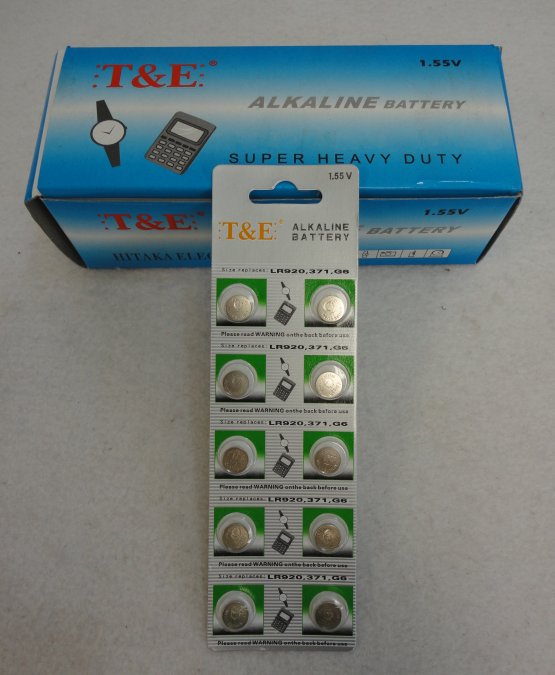 T&E®
1.55V
ALKALINE BATTERY
SUPER HEAVY DUTY
T&E®
1.55V
BATTERY
HITAKA ELEC
1.55 V
T&E®
ALKALINE
BATTERY
Size replaces: LR920,371,G6
Please read WARNING on the back before use
Size replaces: LR920,371,G6
Please read WARNING on the back before use
Size replaces: LR920,371,G6
Please read WARNING on the back before use
Size replaces: LR920,371,G6
Please read WARNING on the back before use
Size replaces: LR920,371,G6
Please read WARNING on the back before use